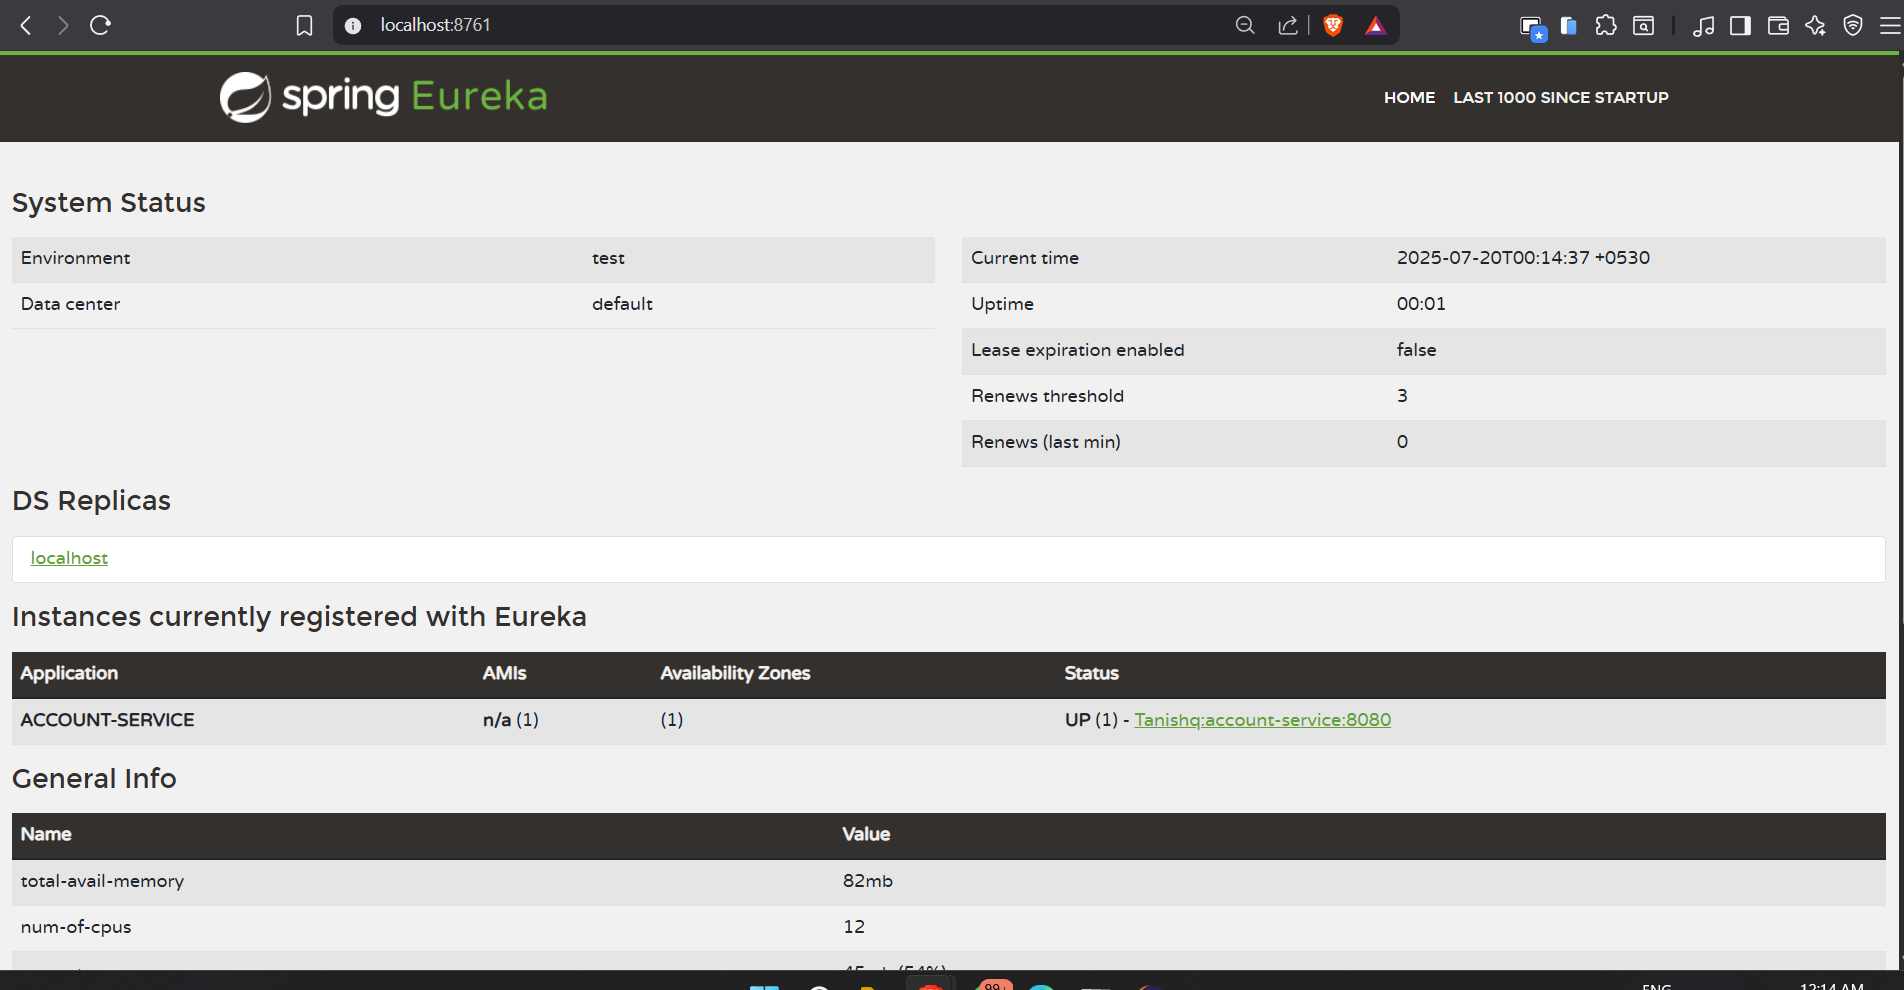 localhost:8761
spring Eureka
HOME LAST 1000 SINCE STARTUP
System Status
Environment test
Data center default
Current time 2025-07-20T00:14:37 +0530
Uptime 00:01
Lease expiration enabled false
Renews threshold 3
Renews (last min) 0
DS Replicas
localhost
Instances currently registered with Eureka
Application AMIs Availability Zones Status
ACCOUNT-SERVICE n/a (1) (1) UP (1) - Tanishq:account-service:8080
General Info
Name Value
total-avail-memory 82mb
num-of-cpus 12
(54%)
99+
ENG
12:14 AM